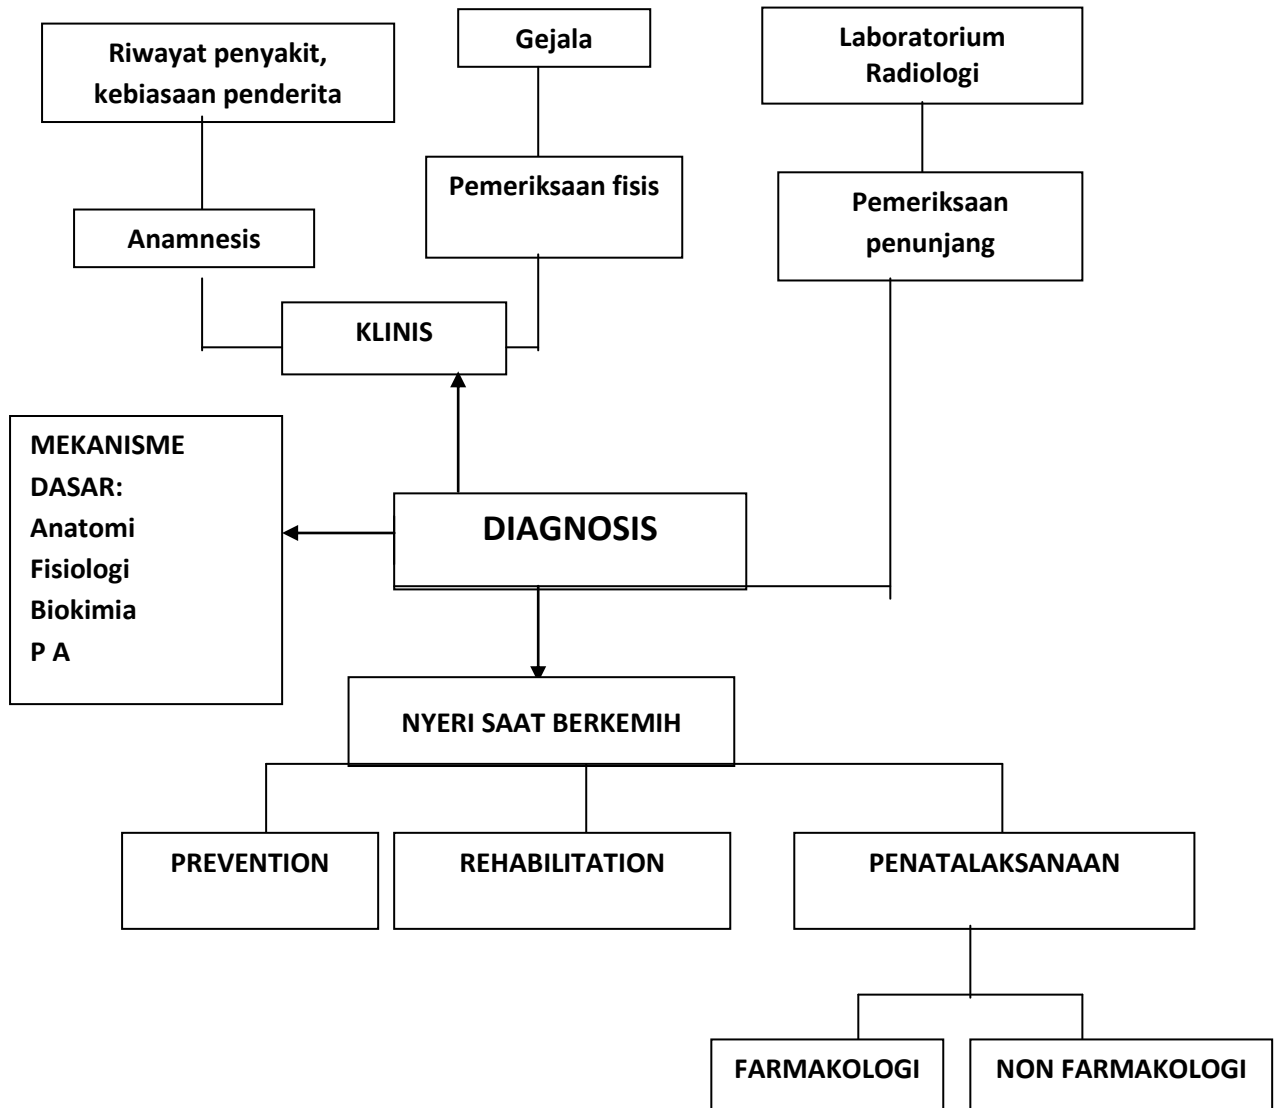 Riwayat penyakit,
kebiasaan penderita
Gejala
Laboratorium
Radiologi
Pemeriksaan fisis
Pemeriksaan
penunjang
Anamnesis
KLINIS
MEKANISME
DASAR:
Anatomi
Fisiologi
Biokimia
P A
DIAGNOSIS
NYERI SAAT BERKEMIH
PREVENTION
REHABILITATION
PENATALAKSANAAN
FARMAKOLOGI
NON FARMAKOLOGI